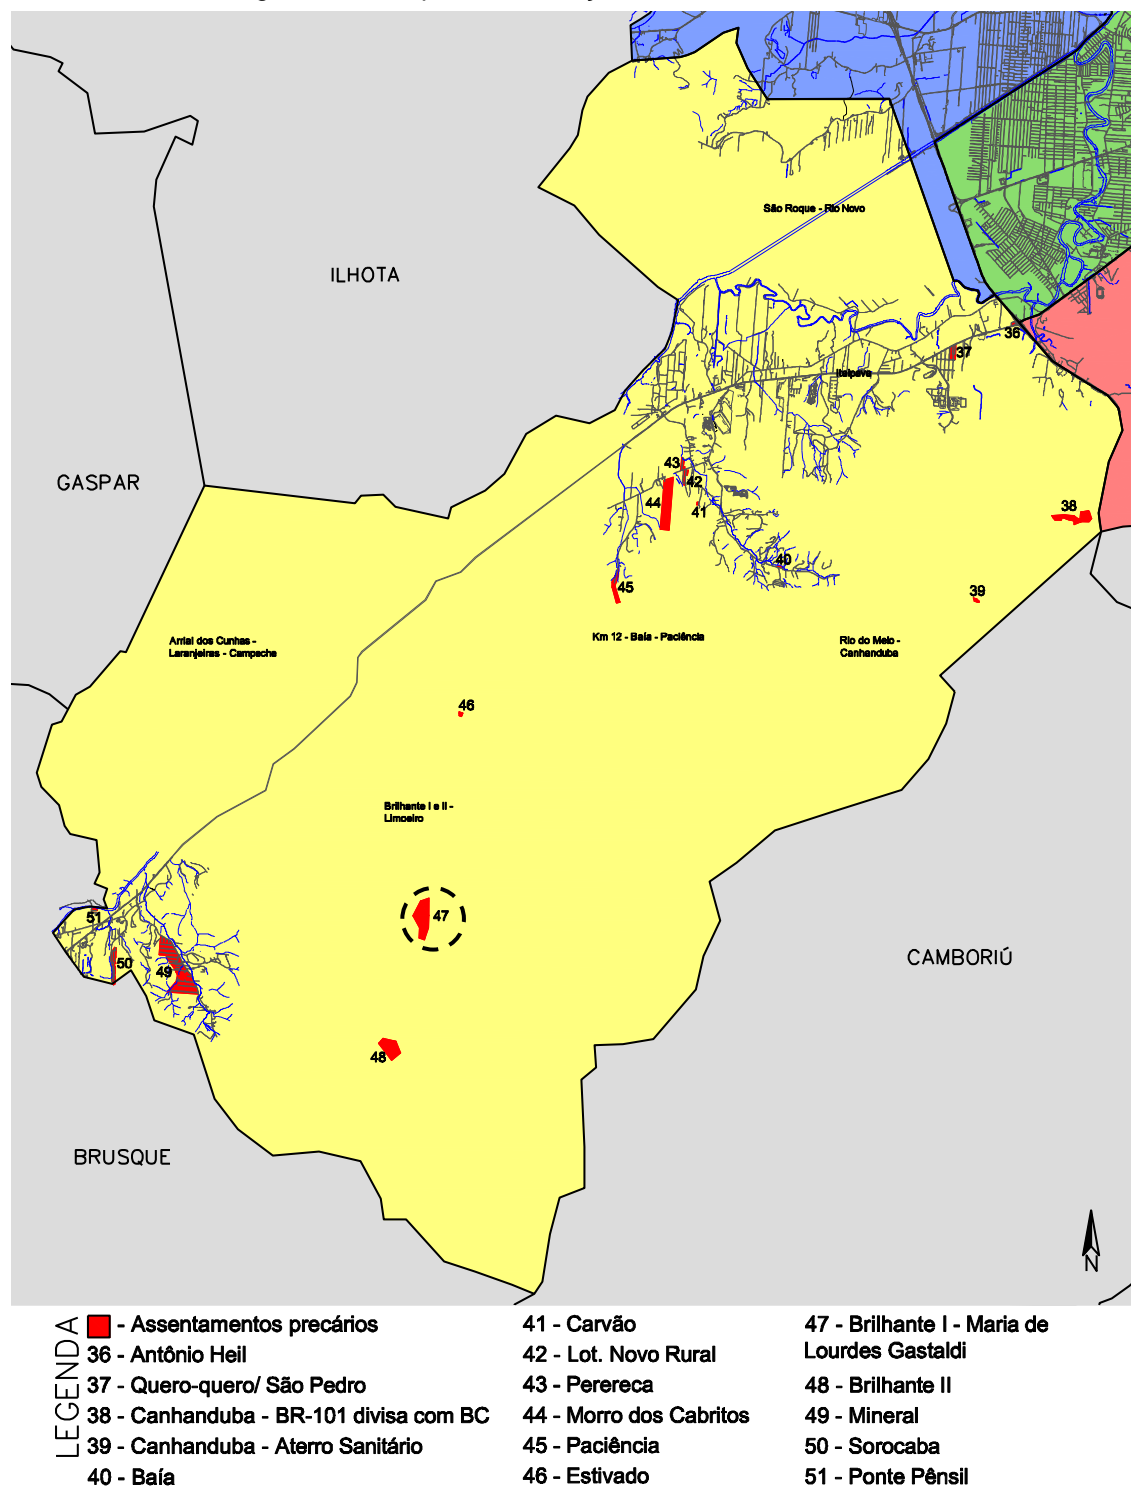 São Roque - Rio Novo
ILHOTA
36
37
Itaipava
43
42
GASPAR
44
41
38
40
45
39
Km 12 - Baía - Paciência
Arrial dos Cunhas -
Laranjeiras - Campeche
Rio do Meio -
Canhanduba
46
Brilhante I e II -
Limoeiro
47
51
CAMBORIÚ
50
49
48
BRUSQUE
N
LEGENDA
- Assentamentos precários
36 - Antônio Heil
37 - Quero-quero/ São Pedro
38 - Canhanduba - BR-101 divisa com BC
39 - Canhanduba - Aterro Sanitário
40 - Baía
41 - Carvão
42 - Lot. Novo Rural
43 - Perereca
44 - Morro dos Cabritos
45 - Paciência
46 - Estivado
47 - Brilhante I - Maria de
Lourdes Gastaldi
48 - Brilhante II
49 - Mineral
50 - Sorocaba
51 - Ponte Pênsil